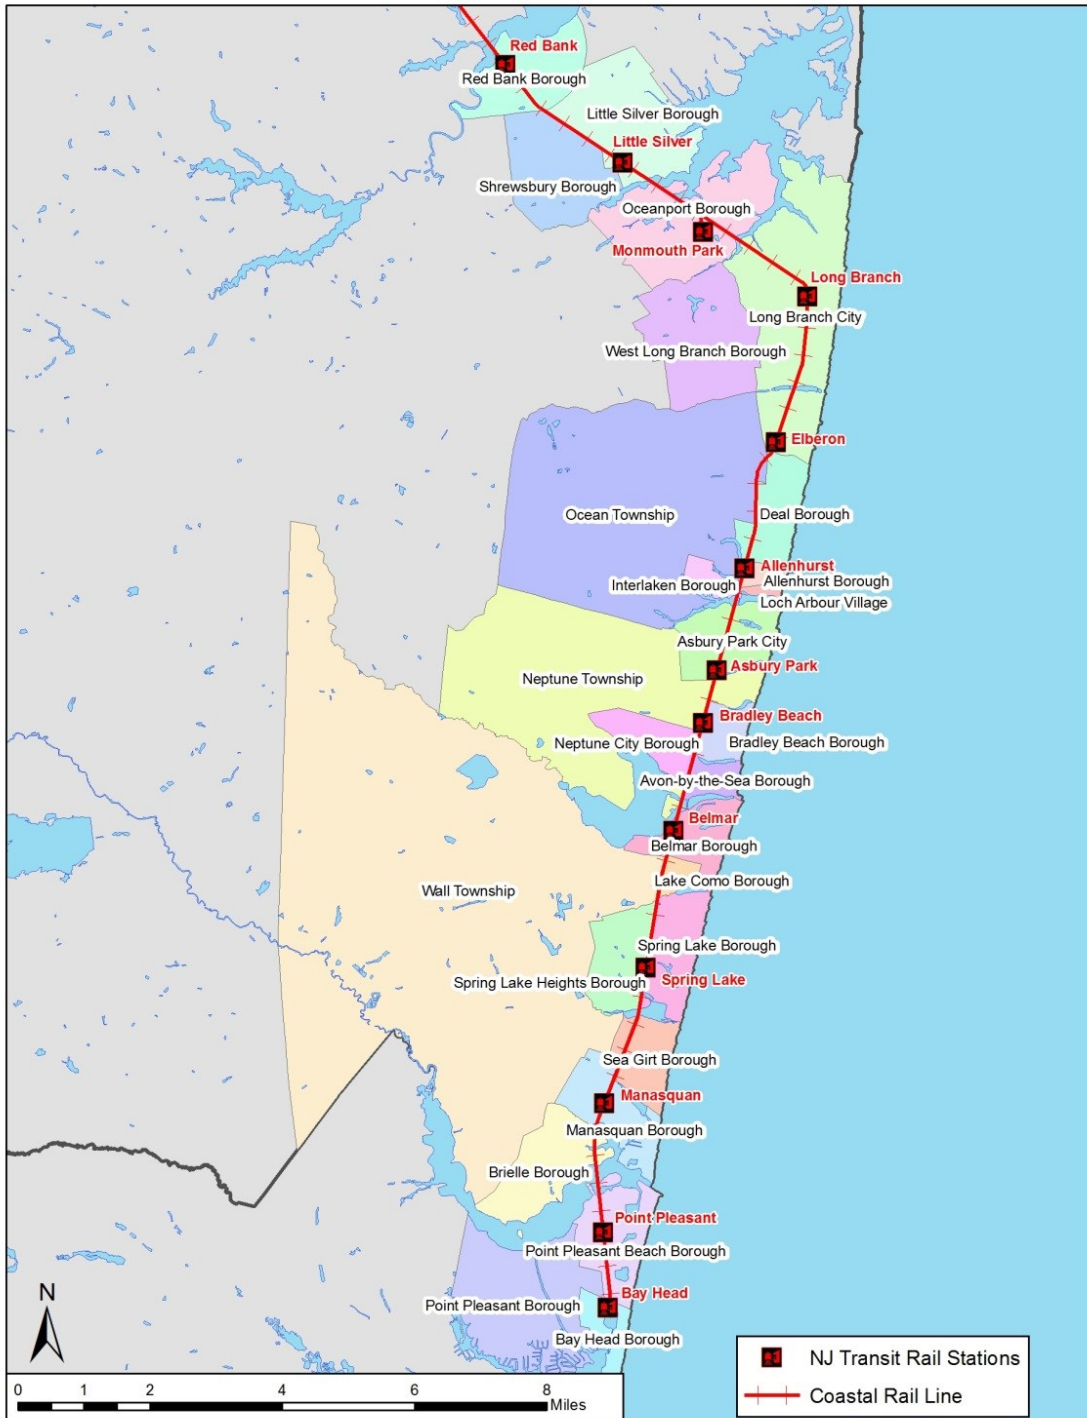 Red Bank
Red Bank Borough
Little Silver Borough
Little Silver
Shrewsbury Borough
Oceanport Borough
Monmouth Park
Long Branch
Long Branch City
West Long Branch Borough
Elberon
Ocean Township
Deal Borough
Allenhurst
Allenhurst Borough
Interlaken Borough
Loch Arbour Village
Asbury Park City
Asbury Park
Neptune Township
Bradley Beach
Neptune City Borough
Bradley Beach Borough
Avon-by-the-Sea Borough
Belmar
Belmar Borough
Lake Como Borough
Wall Township
Spring Lake Borough
Spring Lake Heights Borough
Spring Lake
Sea Girt Borough
Manasquan
Manasquan Borough
Brielle Borough
Point Pleasant
Point Pleasant Beach Borough
Bay Head
Point Pleasant Borough
Bay Head Borough
N
0 1 2 4 6 8
Miles
NJ Transit Rail Stations
Coastal Rail Line